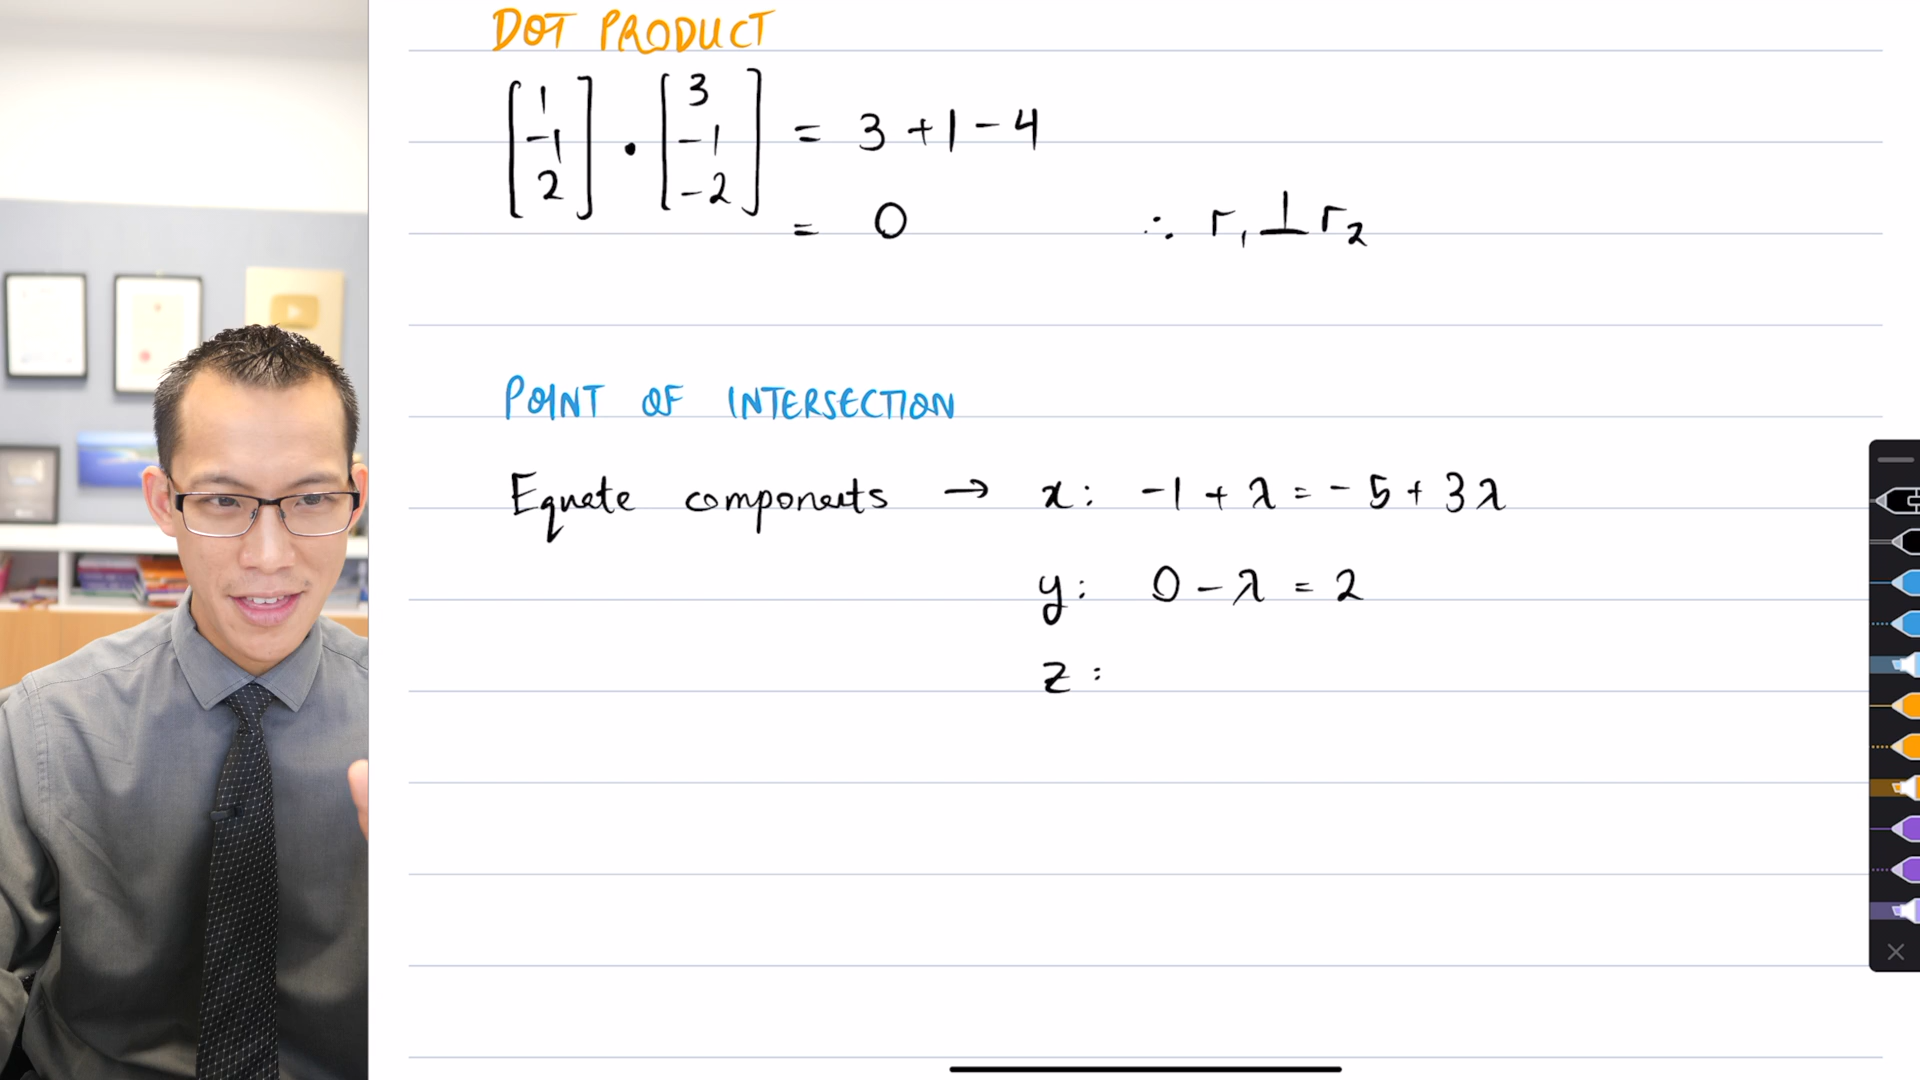 DOT PRODUCT
[1 -1 2] · [3 -1 -2] = 3 + 1 - 4
= 0 ∴ r₁ ⊥ r₂
POINT OF INTERSECTION
Equate components → x: -1 + λ = -5 + 3λ
y: 0 - λ = 2
z: